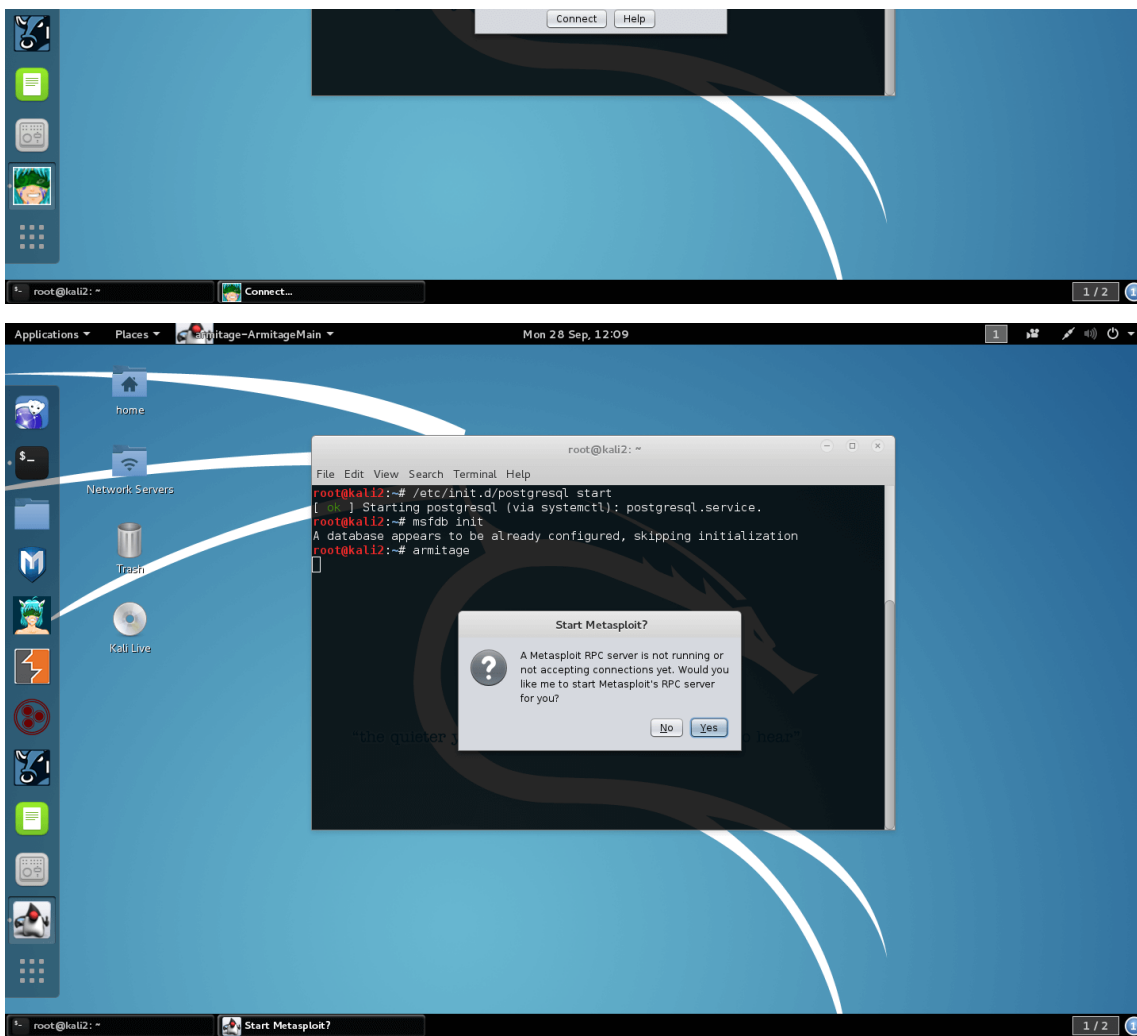 Connect Help
root@kali2: ~
Connect...
1 / 2
Applications Places
itage-ArmitageMain
Mon 28 Sep, 12:09
1
home
Network Servers
Trash
Kali Live
root@kali2: ~
File Edit View Search Terminal Help
root@kali2:~# /etc/init.d/postgresql start
[ ok ] Starting postgresql (via systemctl): postgresql.service.
root@kali2:~# msfdb init
A database appears to be already configured, skipping initialization
root@kali2:~# armitage
Start Metasploit?
A Metasploit RPC server is not running or
not accepting connections yet. Would you
like me to start Metasploit's RPC server
for you?
No Yes
"the quieter
hear"
root@kali2: ~
Start Metasploit?
1 / 2